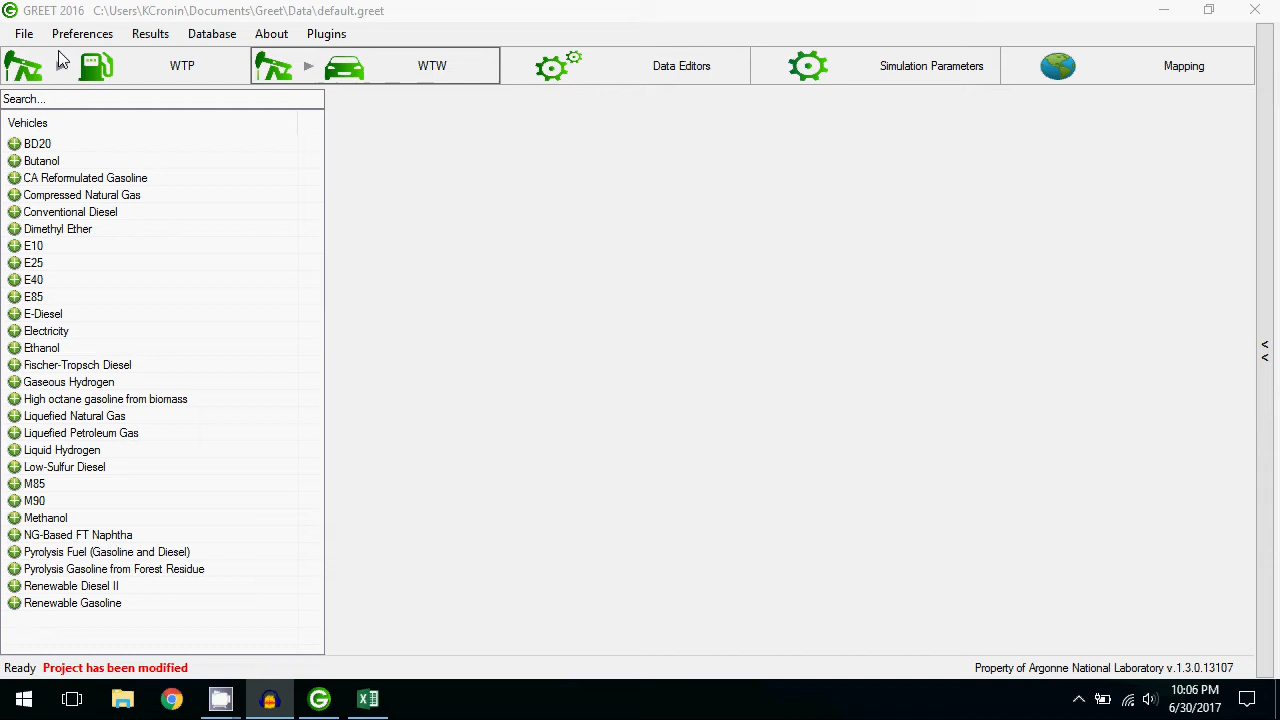 GREET 2016 C:\Users\KCronin\Documents\Greet\Data\default.greet
File Preferences Results Database About Plugins
WTP WTW Data Editors Simulation Parameters Mapping
Search...
Vehicles
BD20
Butanol
CA Reformulated Gasoline
Compressed Natural Gas
Conventional Diesel
Dimethyl Ether
E10
E25
E40
E85
E-Diesel
Electricity
Ethanol
Fischer-Tropsch Diesel
Gaseous Hydrogen
High octane gasoline from biomass
Liquefied Natural Gas
Liquefied Petroleum Gas
Liquid Hydrogen
Low-Sulfur Diesel
M85
M90
Methanol
NG-Based FT Naphtha
Pyrolysis Fuel (Gasoline and Diesel)
Pyrolysis Gasoline from Forest Residue
Renewable Diesel II
Renewable Gasoline
<
<
Ready Project has been modified Property of Argonne National Laboratory v.1.3.0.13107
10:06 PM
6/30/2017